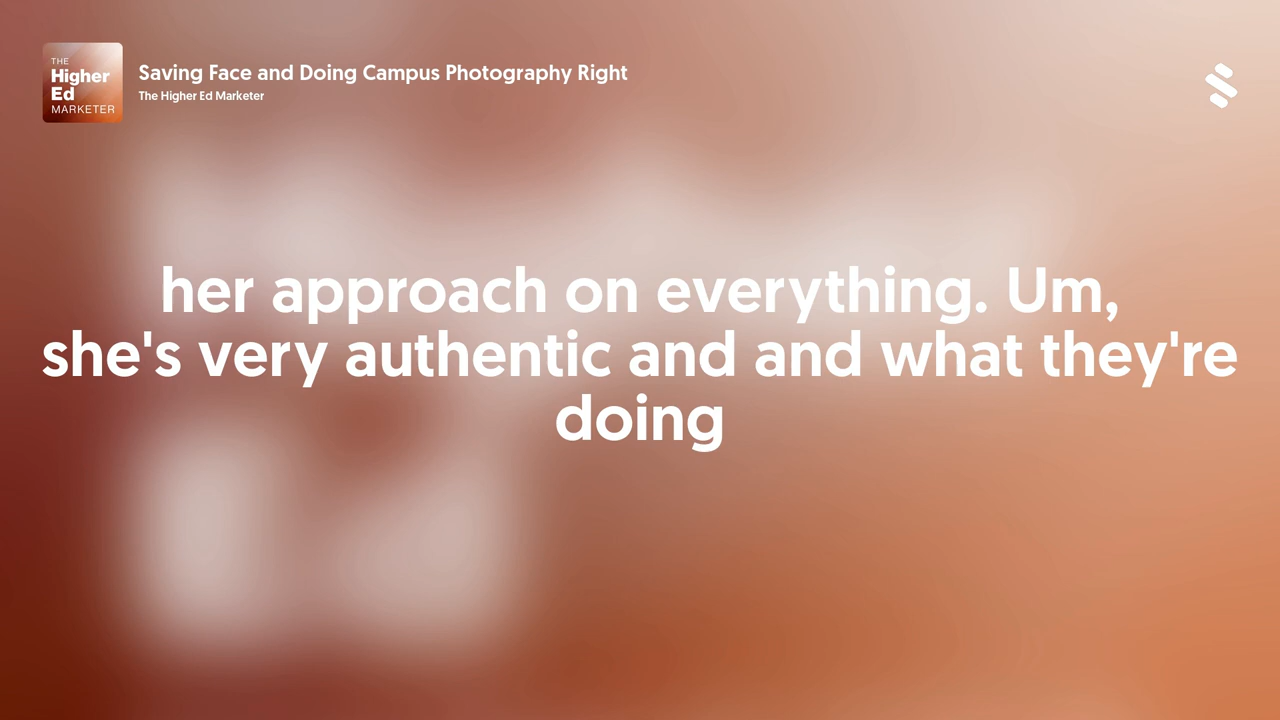 THE
Higher
Ed
MARKETER
Saving Face and Doing Campus Photography Right
The Higher Ed Marketer
her approach on everything. Um,
she's very authentic and and what they're
doing